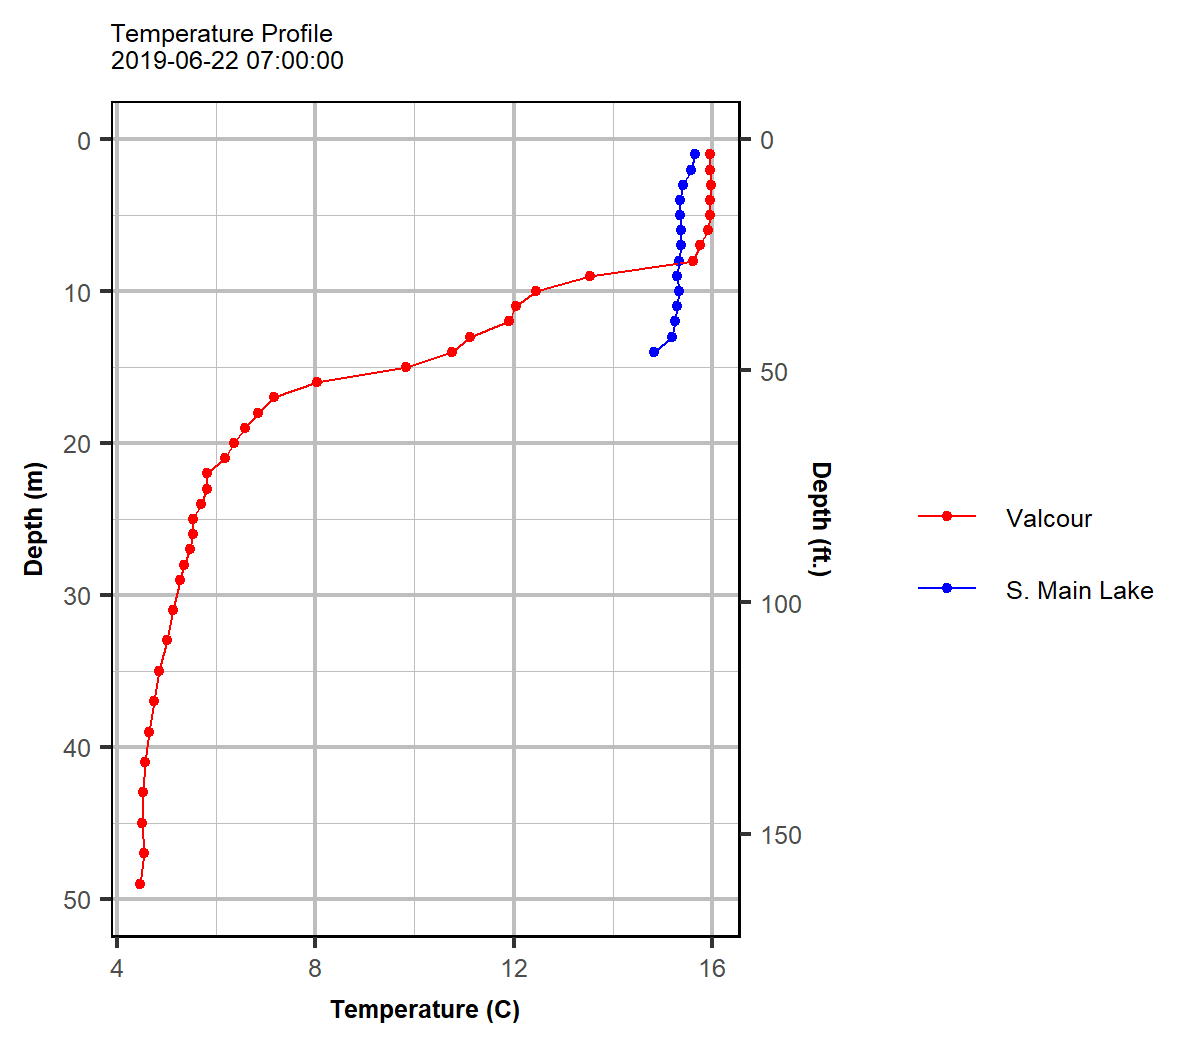 Temperature Profile
2019-06-22 07:00:00
0
10
20
30
40
50
Depth (m)
0
50
100
150
Depth (ft.)
4 8 12 16
Temperature (C)
Valcour
S. Main Lake